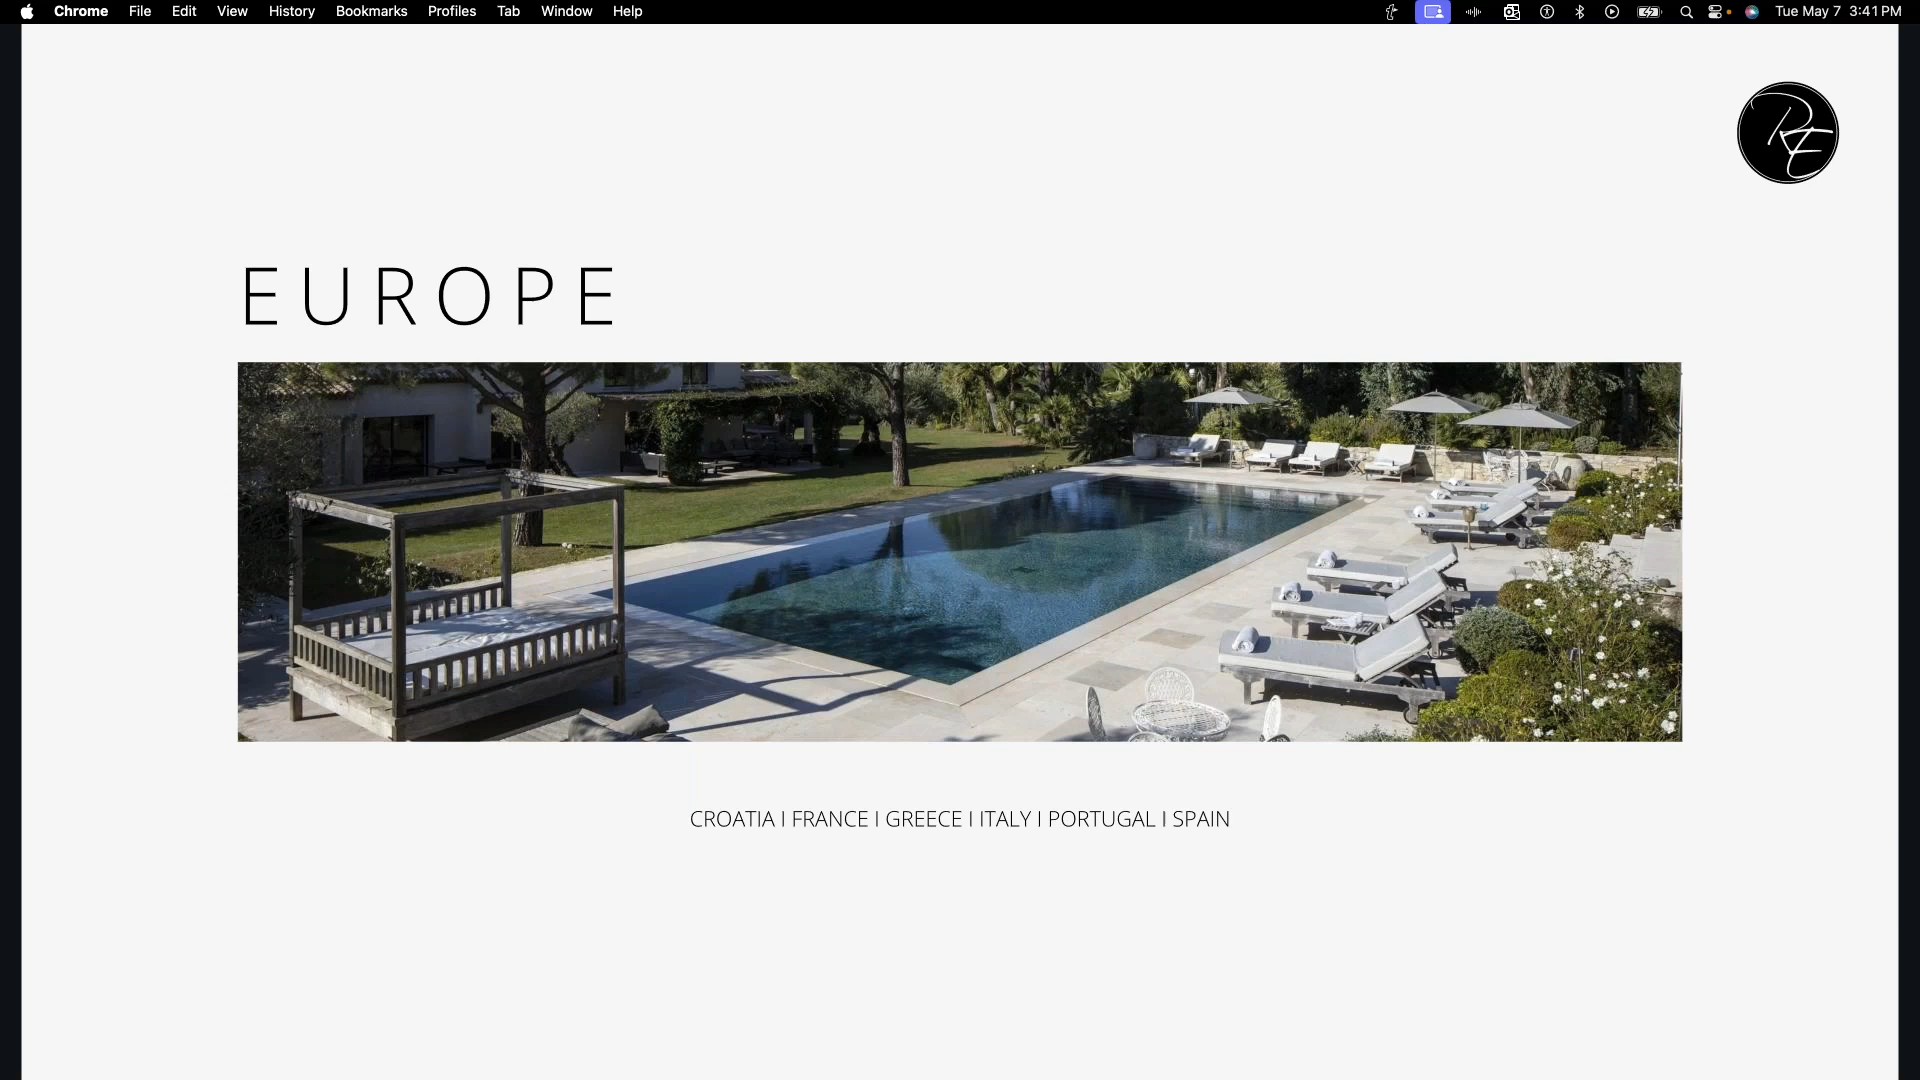 Chrome File Edit View History Bookmarks Profiles Tab Window Help Tue May 7 3:41 PM
RE
EUROPE
CROATIA | FRANCE | GREECE | ITALY | PORTUGAL | SPAIN